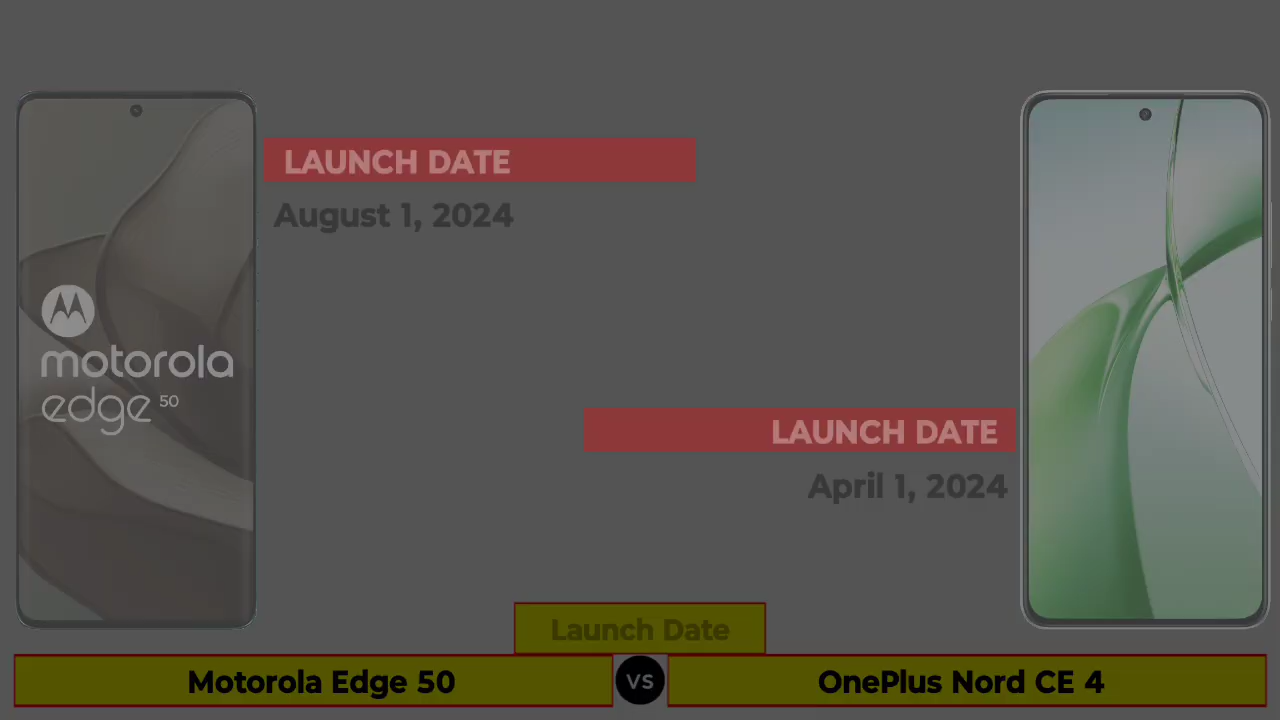 LAUNCH DATE
August 1, 2024
motorola
edge 50
LAUNCH DATE
April 1, 2024
Launch Date
Motorola Edge 50
VS
OnePlus Nord CE 4